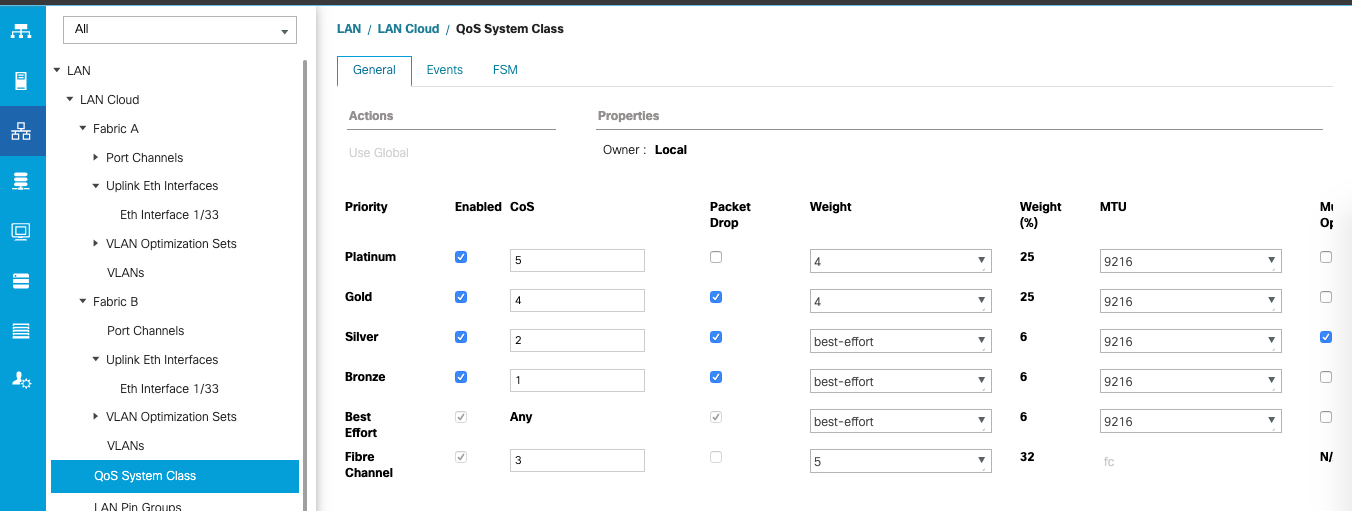 All
LAN
LAN Cloud
Fabric A
Port Channels
Uplink Eth Interfaces
Eth Interface 1/33
VLAN Optimization Sets
VLANs
Fabric B
Port Channels
Uplink Eth Interfaces
Eth Interface 1/33
VLAN Optimization Sets
VLANs
QoS System Class
LAN Pin Groups
LAN / LAN Cloud / QoS System Class
General Events FSM
Actions Properties
Use Global Owner : Local
Priority Enabled CoS Packet Weight Weight MTU
Drop (%)
Platinum 5 4 25 9216
Gold 4 4 25 9216
Silver 2 best-effort 6 9216
Bronze 1 best-effort 6 9216
Best Any best-effort 6 9216
Effort
Fibre 3 5 32 fc N/
Channel